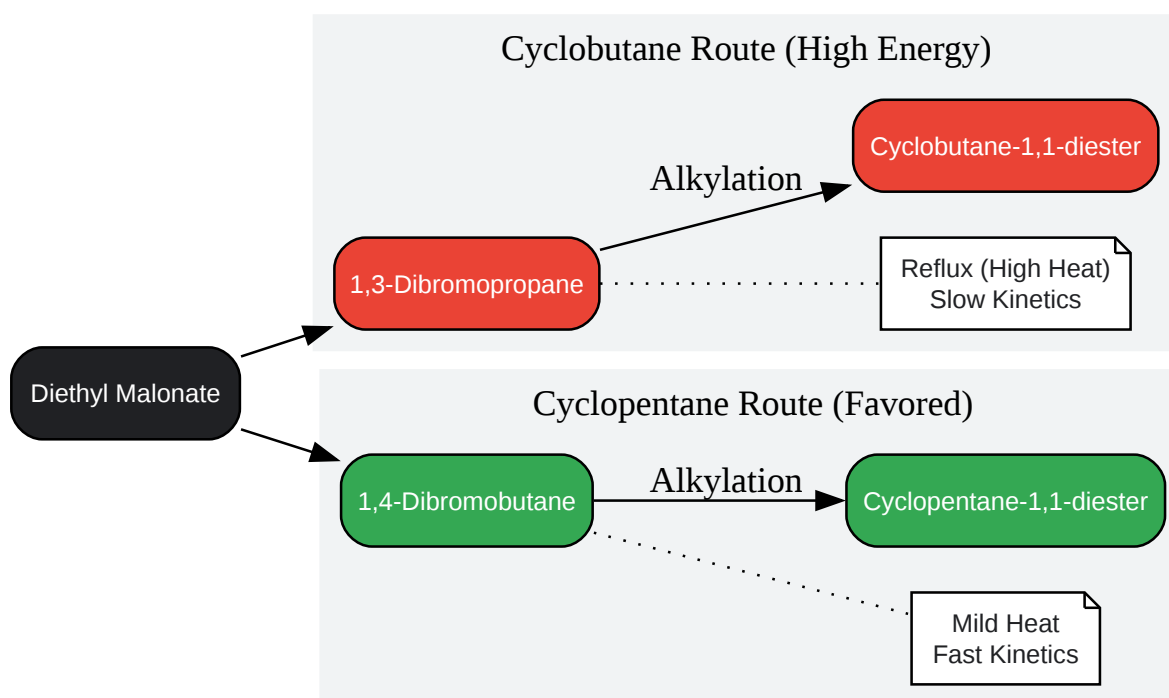 Cyclobutane Route (High Energy)
Cyclobutane-1,1-diester
Alkylation
1,3-Dibromopropane
Reflux (High Heat)
Slow Kinetics
Diethyl Malonate
Cyclopentane Route (Favored)
1,4-Dibromobutane
Alkylation
Cyclopentane-1,1-diester
Mild Heat
Fast Kinetics